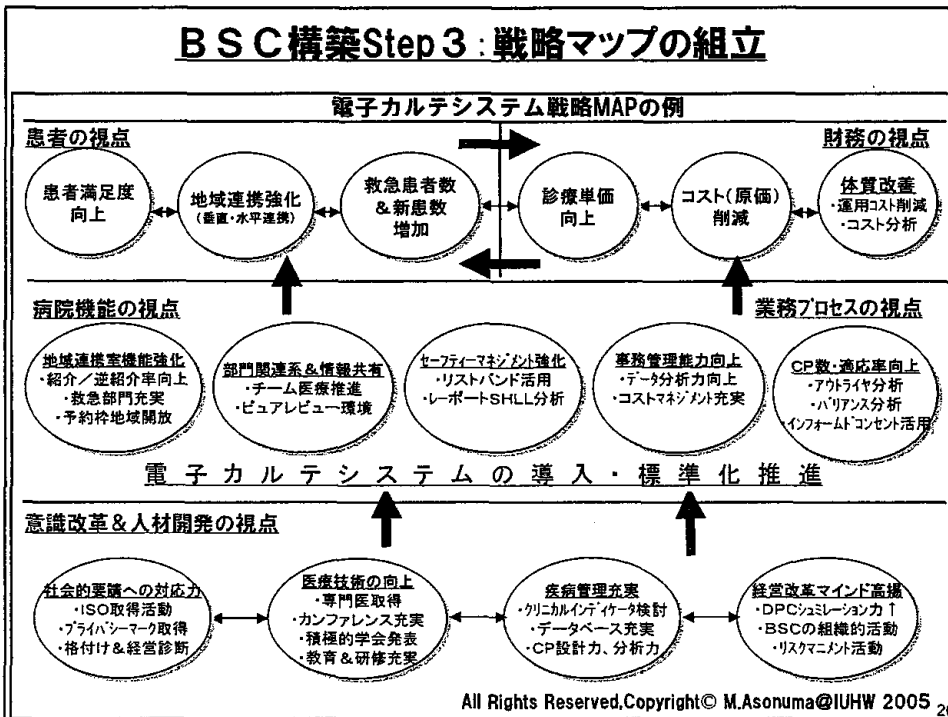 BSC構築Step3:戦略マップの組立
電子カルテシステム戦略MAPの例
患者の視点
財務の視点
患者満足度
向上
地域連携強化
(垂直・水平連携)
救急患者数
&新患数
増加
診療単価
向上
コスト(原価)
削減
体質改善
・運用コスト削減
・コスト分析
病院機能の視点
業務プロセスの視点
地域連携室機能強化
・紹介/逆紹介率向上
・救急部門充実
・予約枠地域開放
部門関連系&情報共有
・チーム医療推進
・ピュアレビュー環境
セーフティーマネジメント強化
・リストバンド活用
・レーポートSHLL分析
事務管理能力向上
・データ分析力向上
・コストマネジメント充実
CP数・適応率向上
・アウトライヤ分析
・バリアンス分析
・インフォームドコンセント活用
電子カルテシステムの導入・標準化推進
意識改革&人材開発の視点
社会的要請への対応力
・ISO取得活動
・プライバシーマーク取得
・格付け&経営診断
医療技術の向上
・専門医取得
・カンファレンス充実
・積極的学会発表
・教育&研修充実
疾病管理充実
・クリニカルインディケータ検討
・データベース充実
・CP設計力、分析力
経営改革マインド高揚
・DPCシュミレーション力↑
・BSCの組織的活動
・リスクマニメント活動
All Rights Reserved,Copyright© M.Asonuma@IUHW 2005